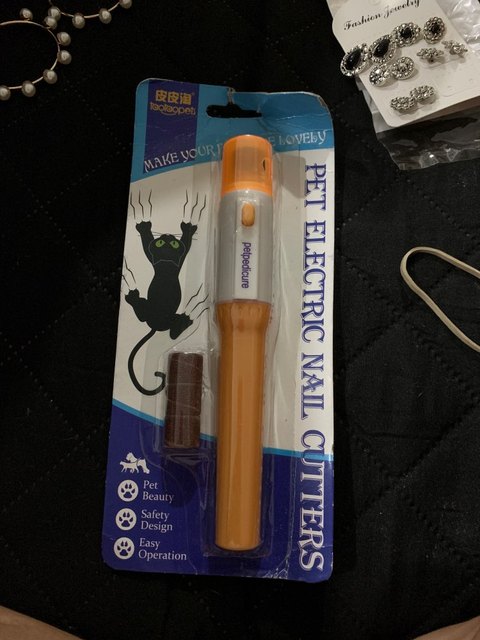 Fashion Jewelry
皮皮淘
tootoopets
MAKE YOUR
LOVELY
PET ELECTRIC NAIL CUTTERS
petpedicure
Pet
Beauty
Safety
Design
Easy
Operation